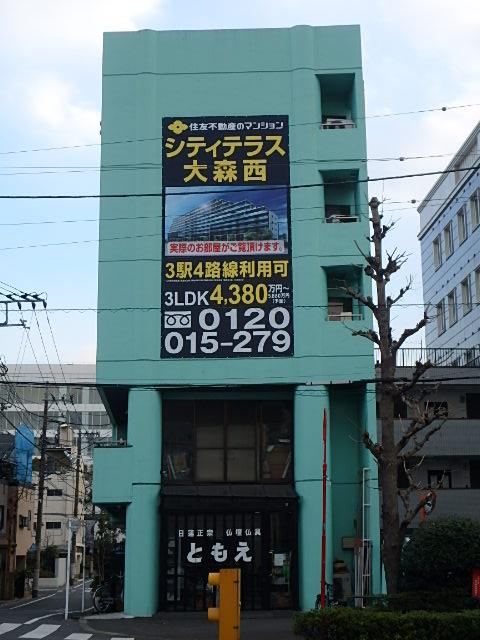 住友不動産のマンション
シティテラス
大森西
実際のお部屋がご覧頂けます。
3駅4路線利用可
3LDK4,380万円〜
0120
015-279
日蓮正宗 仏壇仏具
ともえ